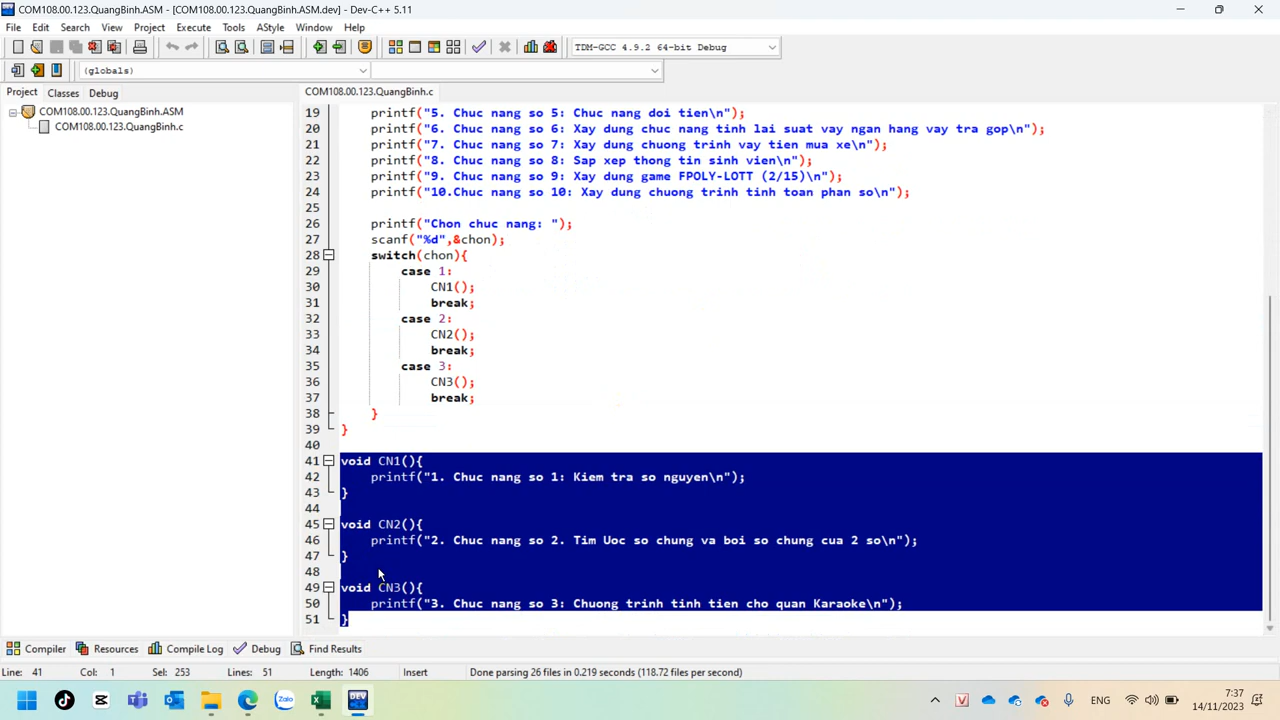 COM108.00.123.QuangBinh.ASM - [COM108.00.123.QuangBinh.ASM.dev] - Dev-C++ 5.11
File Edit Search View Project Execute Tools AStyle Window Help
TDM-GCC 4.9.2 64-bit Debug
(globals)
Project Classes Debug
COM108.00.123.QuangBinh.c
COM108.00.123.QuangBinh.ASM
COM108.00.123.QuangBinh.c
19 printf("5. Chuc nang so 5: Chuc nang doi tien\n");
20 printf("6. Chuc nang so 6: Xay dung chuc nang tinh lai suat vay ngan hang vay tra gop\n");
21 printf("7. Chuc nang so 7: Xay dung chuong trinh vay tien mua xe\n");
22 printf("8. Chuc nang so 8: Sap xep thong tin sinh vien\n");
23 printf("9. Chuc nang so 9: Xay dung game FPOLY-LOTT (2/15)\n");
24 printf("10.Chuc nang so 10: Xay dung chuong trinh tinh toan phan so\n");
25
26 printf("Chon chuc nang: ");
27 scanf("%d",&chon);
28 switch(chon){
29 case 1:
30 CN1();
31 break;
32 case 2:
33 CN2();
34 break;
35 case 3:
36 CN3();
37 break;
38 }
39 }
40
41 void CN1(){
42 printf("1. Chuc nang so 1: Kiem tra so nguyen\n");
43 }
44
45 void CN2(){
46 printf("2. Chuc nang so 2. Tim Uoc so chung va boi so chung cua 2 so\n");
47 }
48
49 void CN3(){
50 printf("3. Chuc nang so 3: Chuong trinh tinh tien cho quan Karaoke\n");
51 }
Compiler Resources Compile Log Debug Find Results
Line: 41 Col: 1 Sel: 253 Lines: 51 Length: 1406 Insert Done parsing 26 files in 0.219 seconds (118.72 files per second)
Zalo
DEV
V
ENG
7:37
14/11/2023